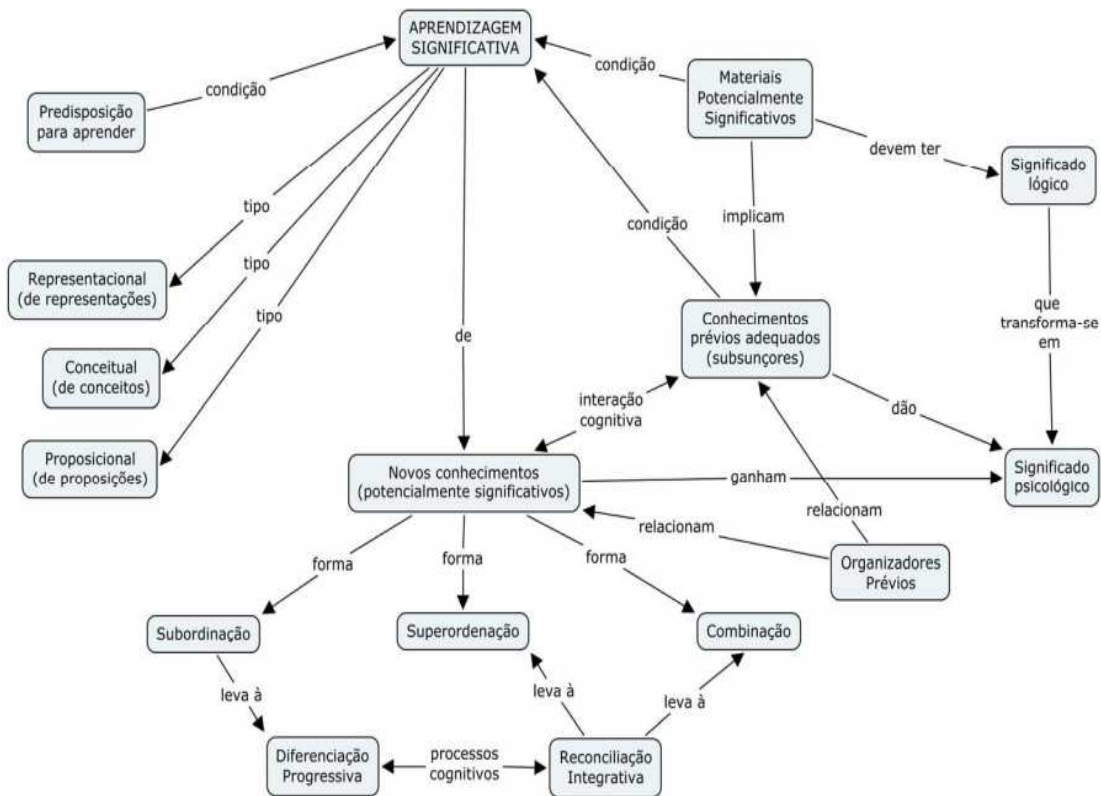 APRENDIZAGEM
SIGNIFICATIVA
condição
condição
Predisposição
para aprender
Materiais
Potencialmente
Significativos
devem ter
Significado
lógico
tipo
tipo
tipo
implicam
condição
Representacional
(de representações)
Conceitual
(de conceitos)
Proposicional
(de proposições)
de
Conhecimentos
prévios adequados
(subsunçores)
que
transforma-se
em
interação
cognitiva
dão
Novos conhecimentos
(potencialmente significativos)
ganham
Significado
psicológico
relacionam
relacionam
Organizadores
Prévios
forma
forma
forma
Subordinação
Superordenação
Combinação
leva à
leva à
leva à
Diferenciação
Progressiva
processos
cognitivos
Reconciliação
Integrativa